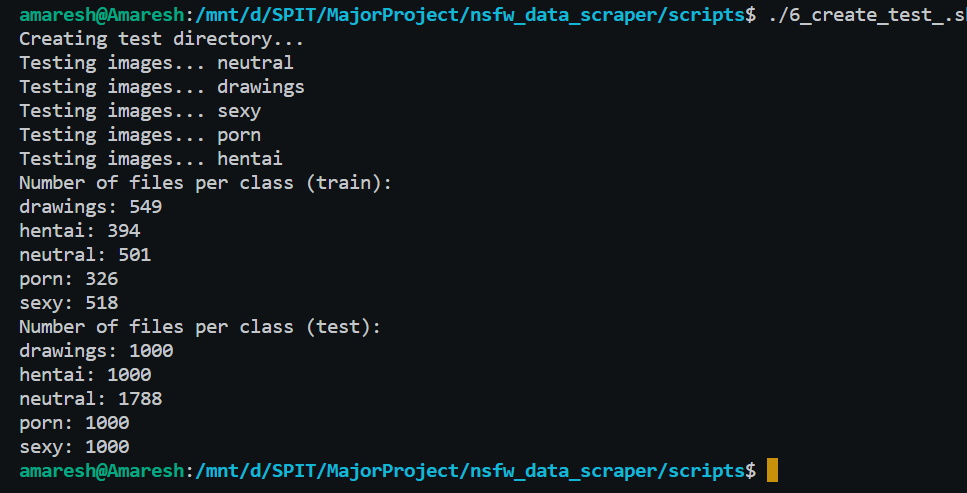 amaresh@Amaresh:/mnt/d/SPIT/MajorProject/nsfw_data_scraper/scripts$ ./6_create_test_.s
Creating test directory...
Testing images... neutral
Testing images... drawings
Testing images... sexy
Testing images... porn
Testing images... hentai
Number of files per class (train):
drawings: 549
hentai: 394
neutral: 501
porn: 326
sexy: 518
Number of files per class (test):
drawings: 1000
hentai: 1000
neutral: 1788
porn: 1000
sexy: 1000
amaresh@Amaresh:/mnt/d/SPIT/MajorProject/nsfw_data_scraper/scripts$